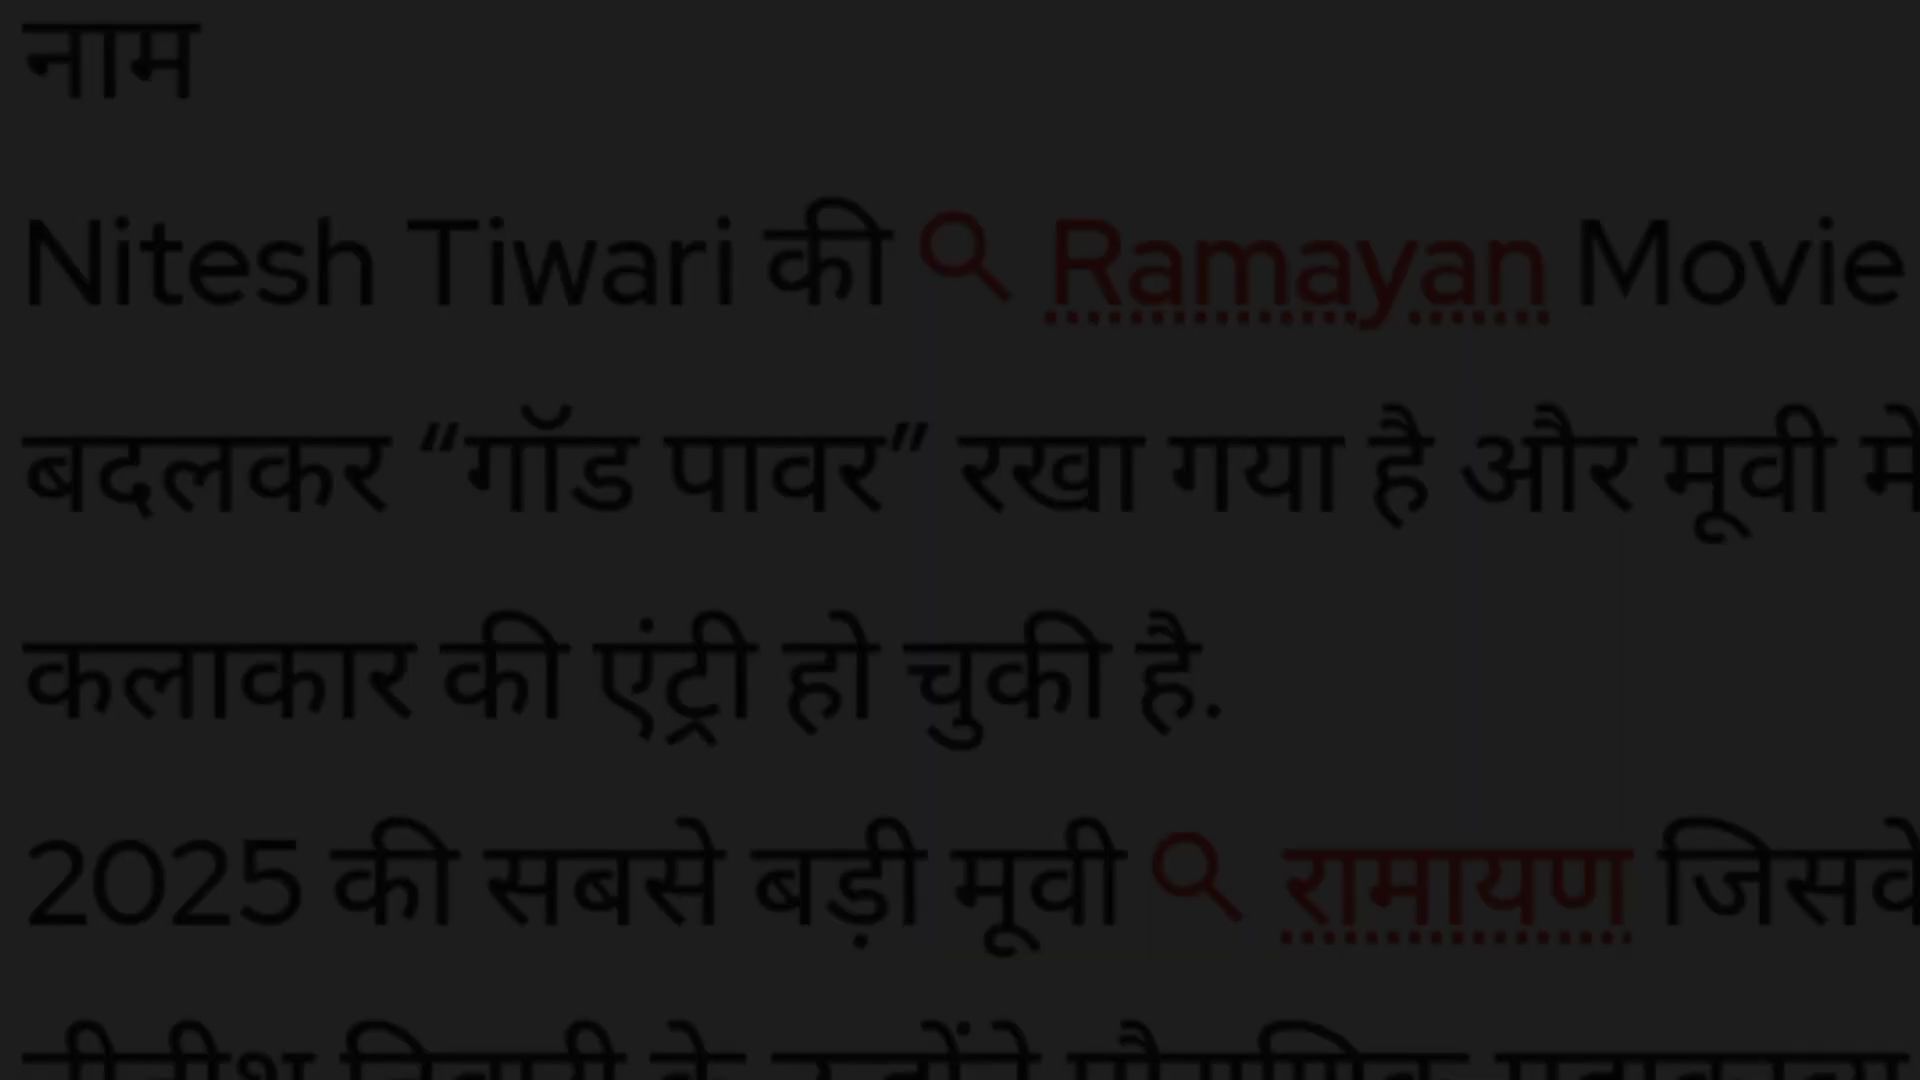 नाम
Nitesh Tiwari की Ramayan Movie
बदलकर “गॉड पावर” रखा गया है और मूवी में
कलाकार की एंट्री हो चुकी है.
2025 की सबसे बड़ी मूवी रामायण